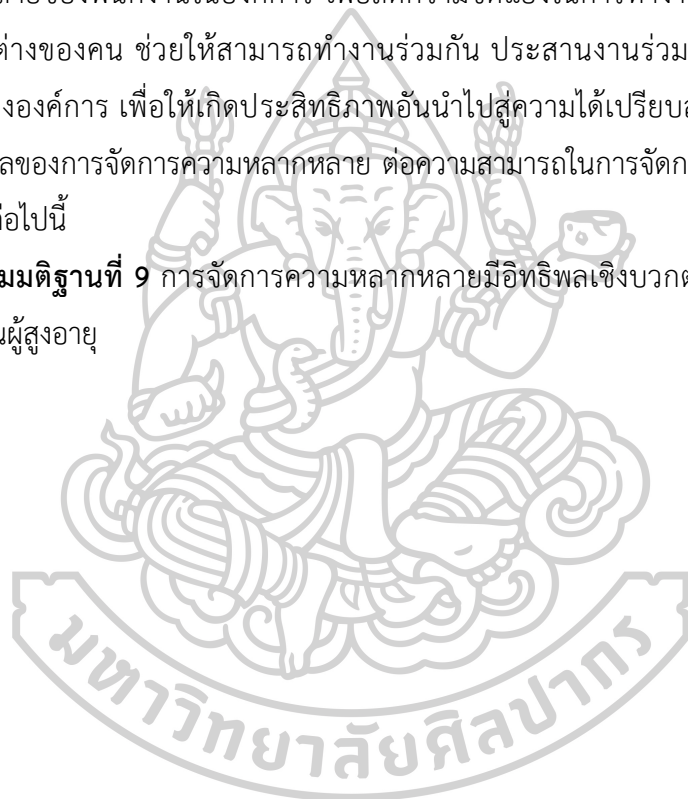 ของพนักงานในองค์การ เพื่อลดความขัดแย้งในการทำงาน
ต่างของคน ช่วยให้สามารถทำงานร่วมกัน ประสานงานร่วม
องค์การ เพื่อให้เกิดประสิทธิภาพอันนำไปสู่ความได้เปรียบ
ของการจัดการความหลากหลาย ต่อความสามารถในการจัดก
ต่อไปนี้
มมติฐานที่ 9 การจัดการความหลากหลายมีอิทธิพลเชิงบวกต
ผู้สูงอายุ
มหาวิทยาลัยศิลปากร